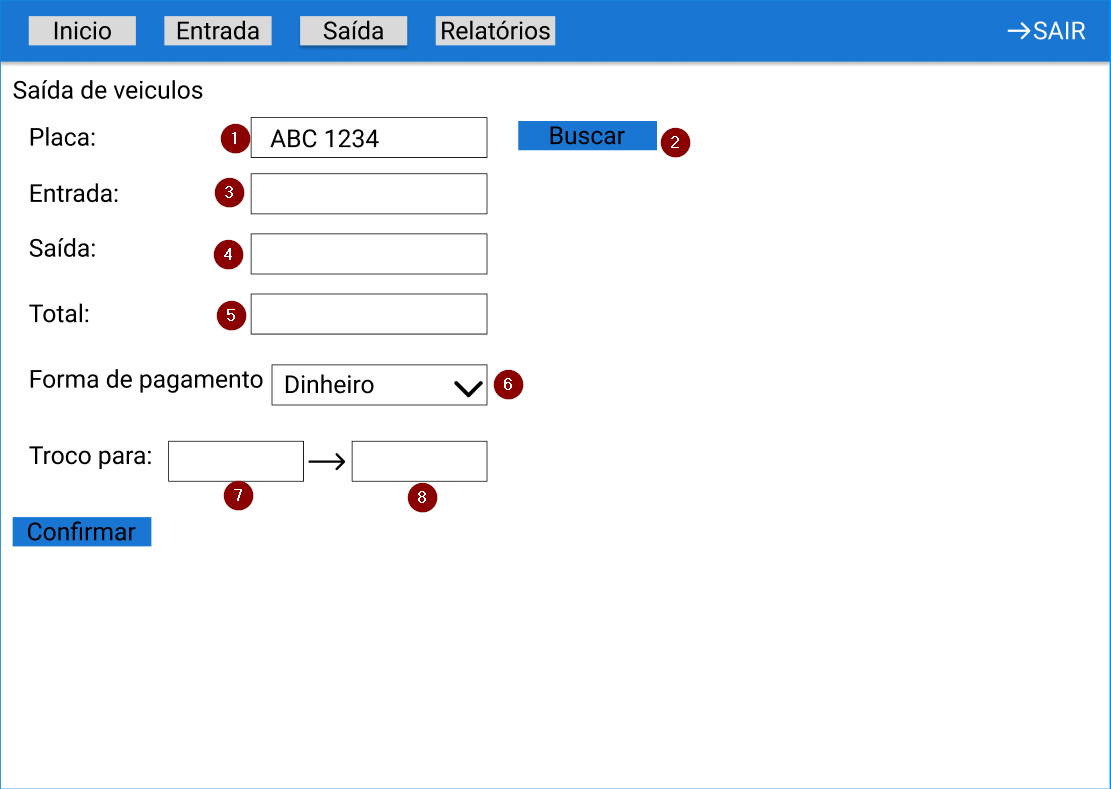 Inicio Entrada Saída Relatórios →SAIR
Saída de veiculos
Placa: 1 ABC 1234 Buscar 2
Entrada: 3
Saída: 4
Total: 5
Forma de pagamento Dinheiro 6
Troco para: →
7 8
Confirmar